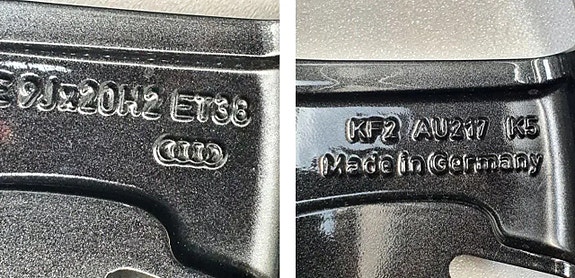 E 9Jx20H2 ET38
KF2 AU217 K5
Made in Germany